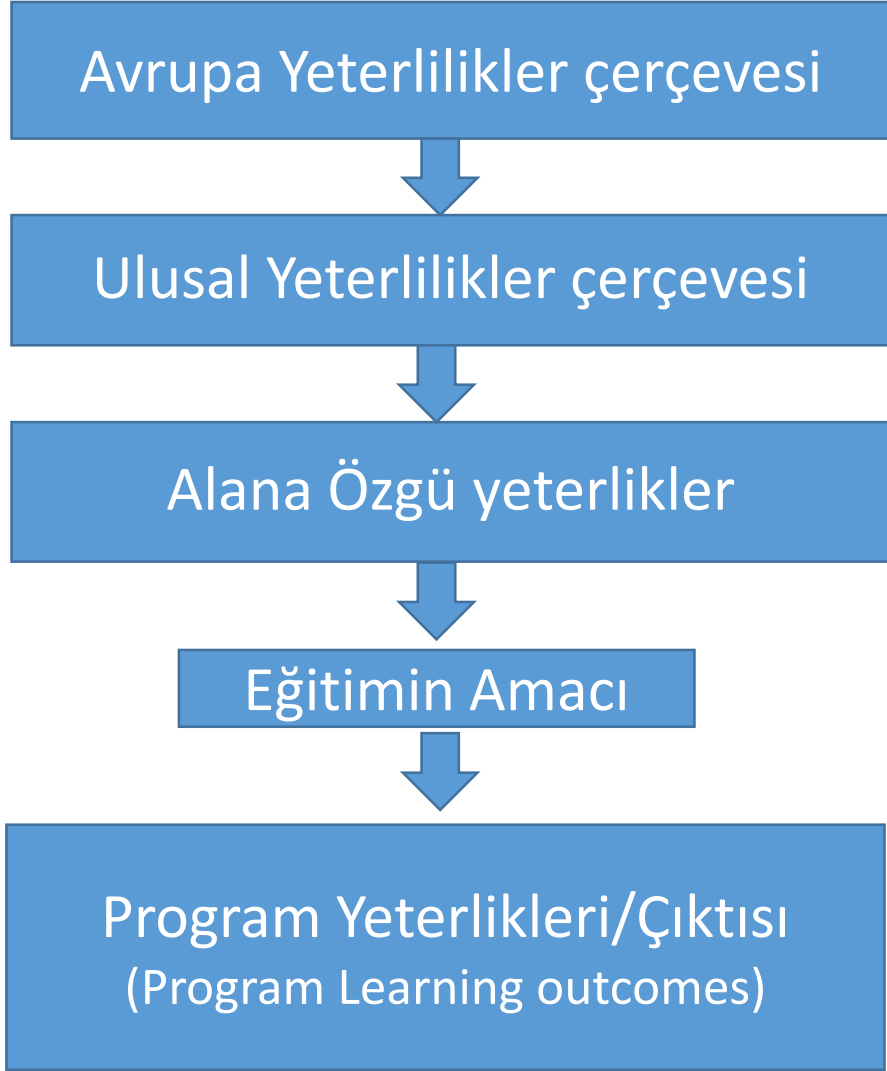 Avrupa Yeterlilikler çerçevesi
Ulusal Yeterlilikler çerçevesi
Alana Özgü yeterlikler
Eğitimin Amacı
Program Yeterlikleri/Çıktısı
(Program Learning outcomes)